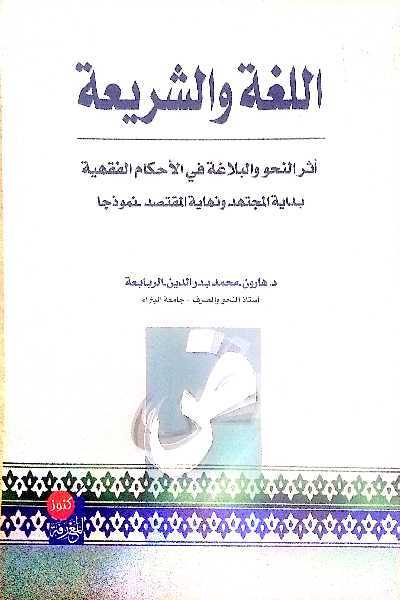 اللغة والشريعة
أثر النحو والبلاغة في الأحكام الفقهية
بداية المجتهد ونهاية المقتصد نموذجا
د. هارون محمد بدر الدين الربابعة
أستاذ النحو والصرف - جامعة البتراء
ض
كنوز
المعرفة